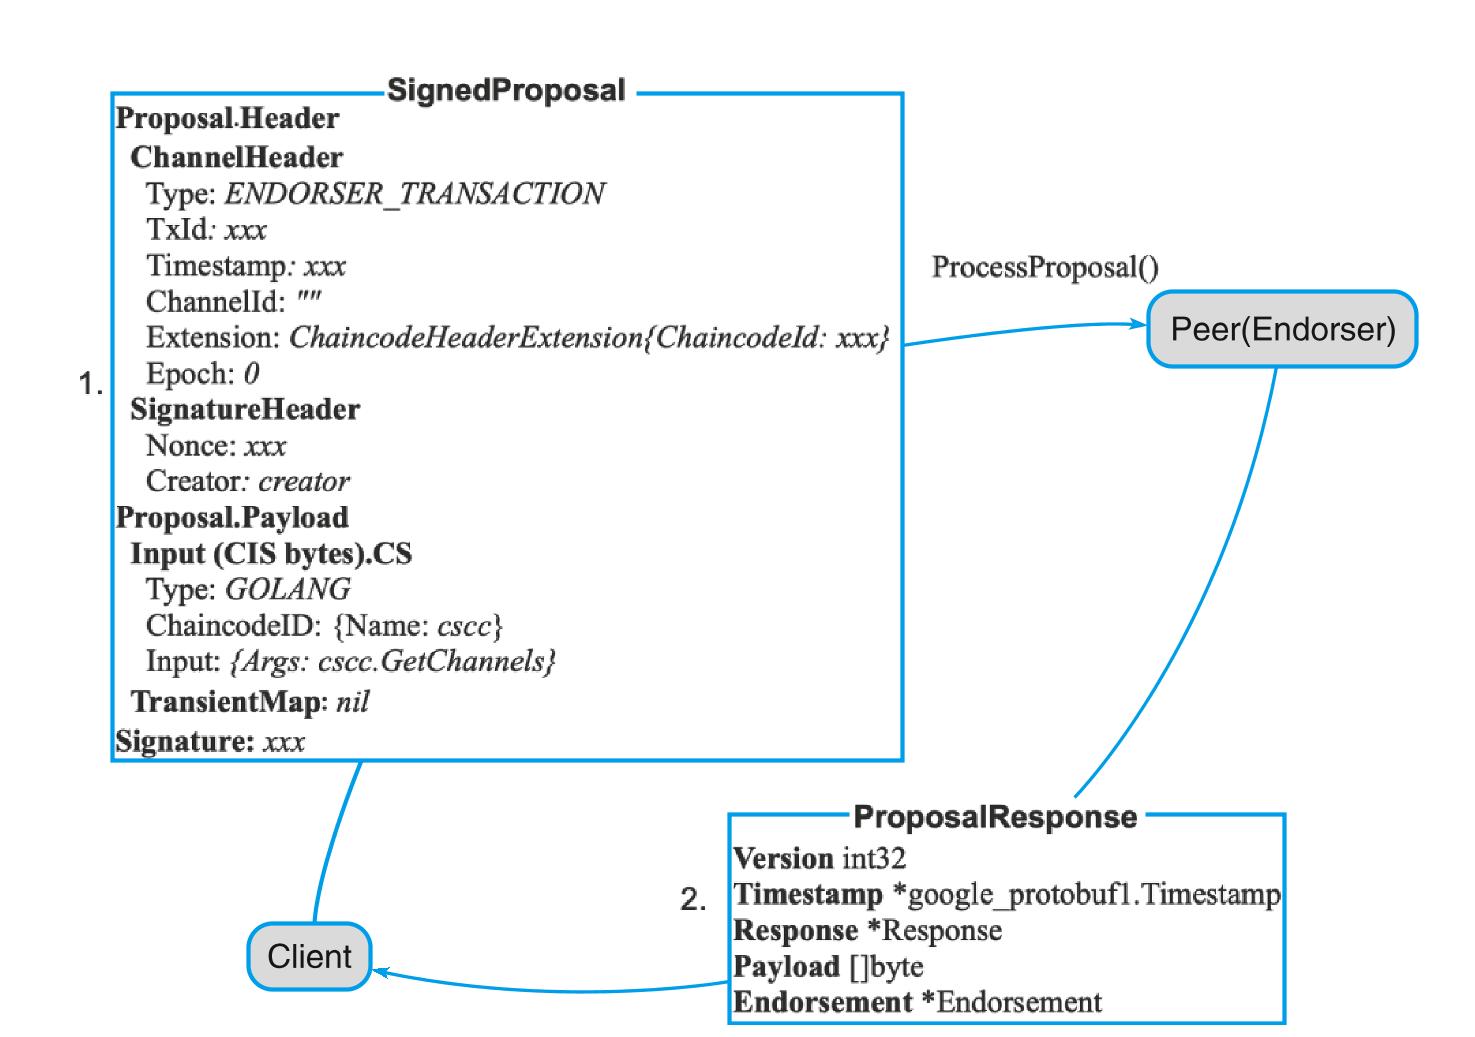 SignedProposal
Proposal.Header
ChannelHeader
Type: ENDORSER_TRANSACTION
TxId: xxx
Timestamp: xxx
ChannelId: ""
Extension: ChaincodeHeaderExtension{ChaincodeId: xxx}
Epoch: 0
1.
SignatureHeader
Nonce: xxx
Creator: creator
Proposal.Payload
Input (CIS bytes).CS
Type: GOLANG
ChaincodeID: {Name: cscc}
Input: {Args: cscc.GetChannels}
TransientMap: nil
Signature: xxx
ProcessProposal()
Peer(Endorser)
ProposalResponse
Version int32
2.
Timestamp *google_protobuf1.Timestamp
Response *Response
Payload []byte
Endorsement *Endorsement
Client